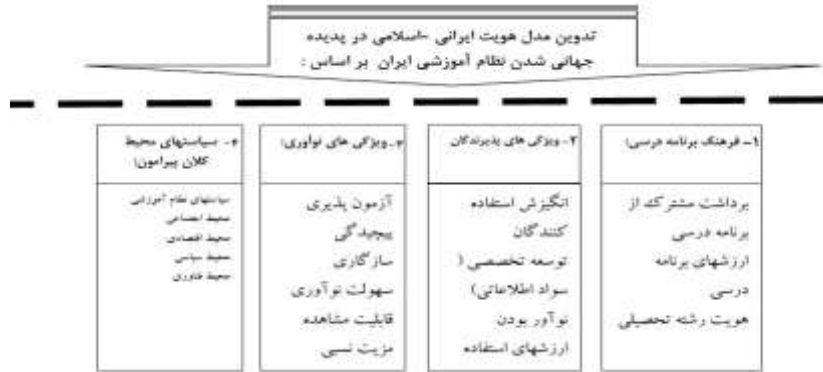 تدوین مدل هویت ایرانی -اسلامی در پدیده
جهانی شدن نظام آموزشی ایران بر اساس :
۱- فرهنگ برنامه درسی:
برداشت مشترک از
برنامه درسی
ارزشهای برنامه
درسی
هویت رشته تحصیلی
۲- ویژگی های پذیرندگان
انگیزش استفاده
کنندگان
توسعه تخصصی (
سواد اطلاعاتی)
نوآور بودن
ارزشهای استفاده
۳- ویژگی های نوآوری:
آزمون پذیری
پیچیدگی
سازگاری
سهولت نوآوری
قابلیت مشاهده
مزیت نسبی
۴- سیاستهای محیط
کلان پیرامون:
سیاستهای نظام آموزشی
محیط اجتماعی
محیط اقتصادی
محیط سیاسی
محیط فناوری